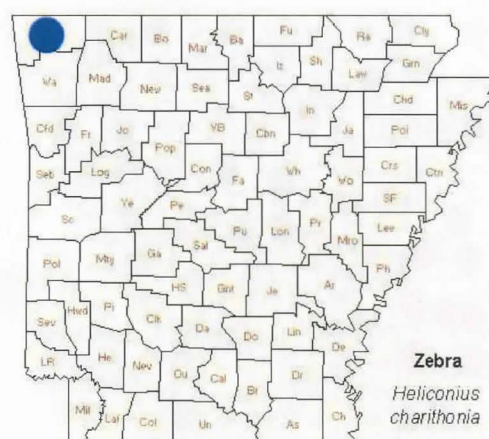 Car Bo Mar Ba Fu Ra Cly
Iz Sh Law Grn
Wa Mad New Sea St
In Chd Mis
Cfd Fr Jo VB Cbn Ja Poi
Pop
Seb Log Con Wh Wo Crs Ctn
Fa
Sc Ye Pe SF
Pu Lon Pr Lee
Sal Mro
Pol Mtg Ga Ph
HS Grnt Je Ar
Sev Hwd Pi Clk
Da Do Lin De
LR He Nev Ou Cal Dr
Br
Mil Laf Col Un As Ch
Zebra
Heliconius
charithonia